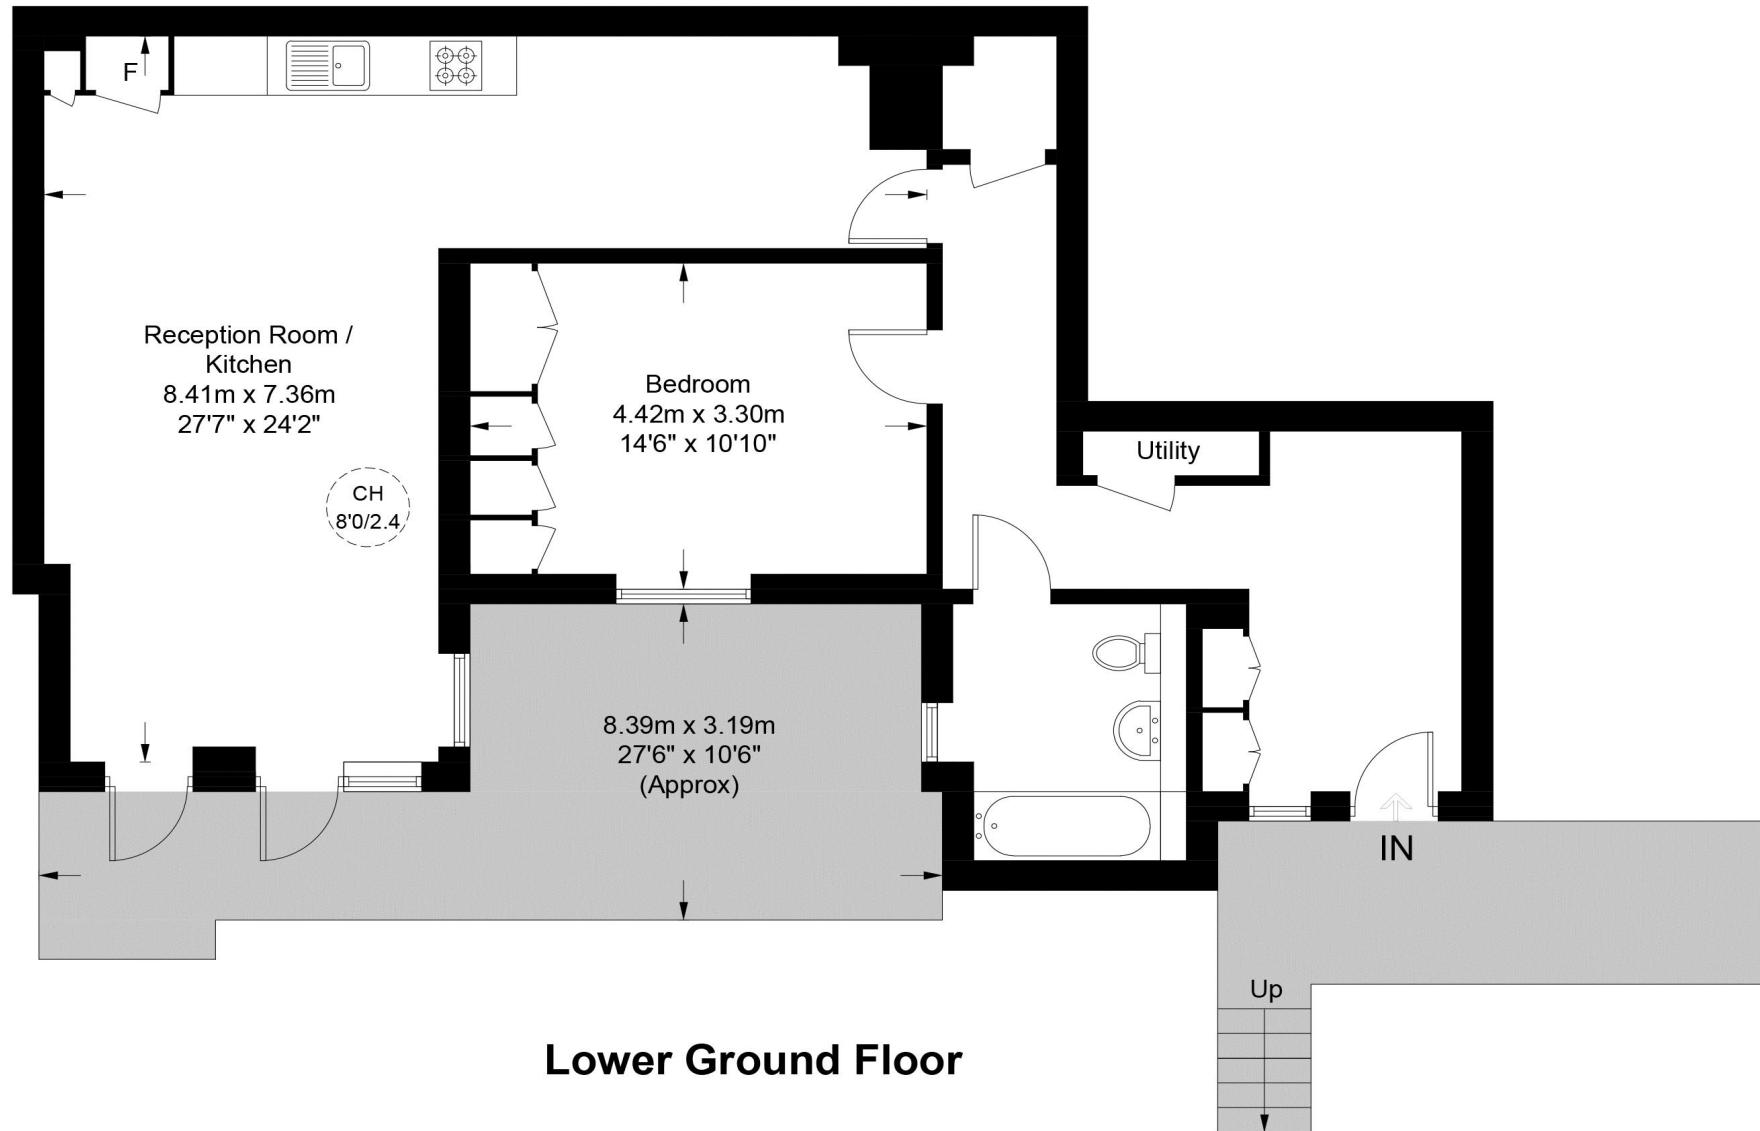 F
Reception Room /
Kitchen
8.41m x 7.36m
27'7" x 24'2"
CH
8'0/2.4
Bedroom
4.42m x 3.30m
14'6" x 10'10"
Utility
8.39m x 3.19m
27'6" x 10'6"
(Approx)
IN
Up
Lower Ground Floor